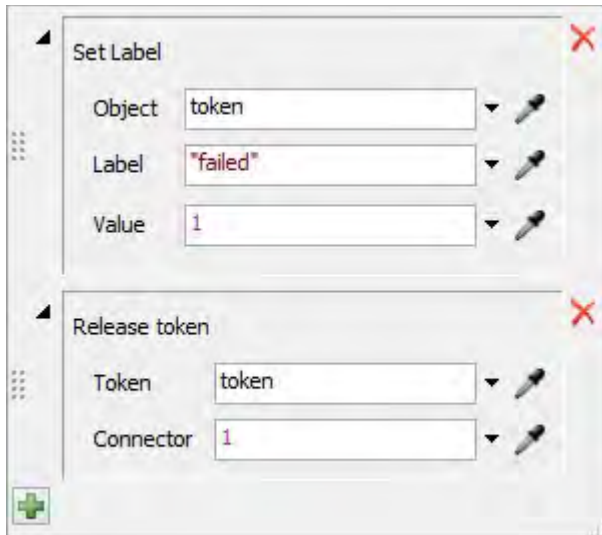 Set Label
Object token
Label "failed"
Value 1
Release token
Token token
Connector 1